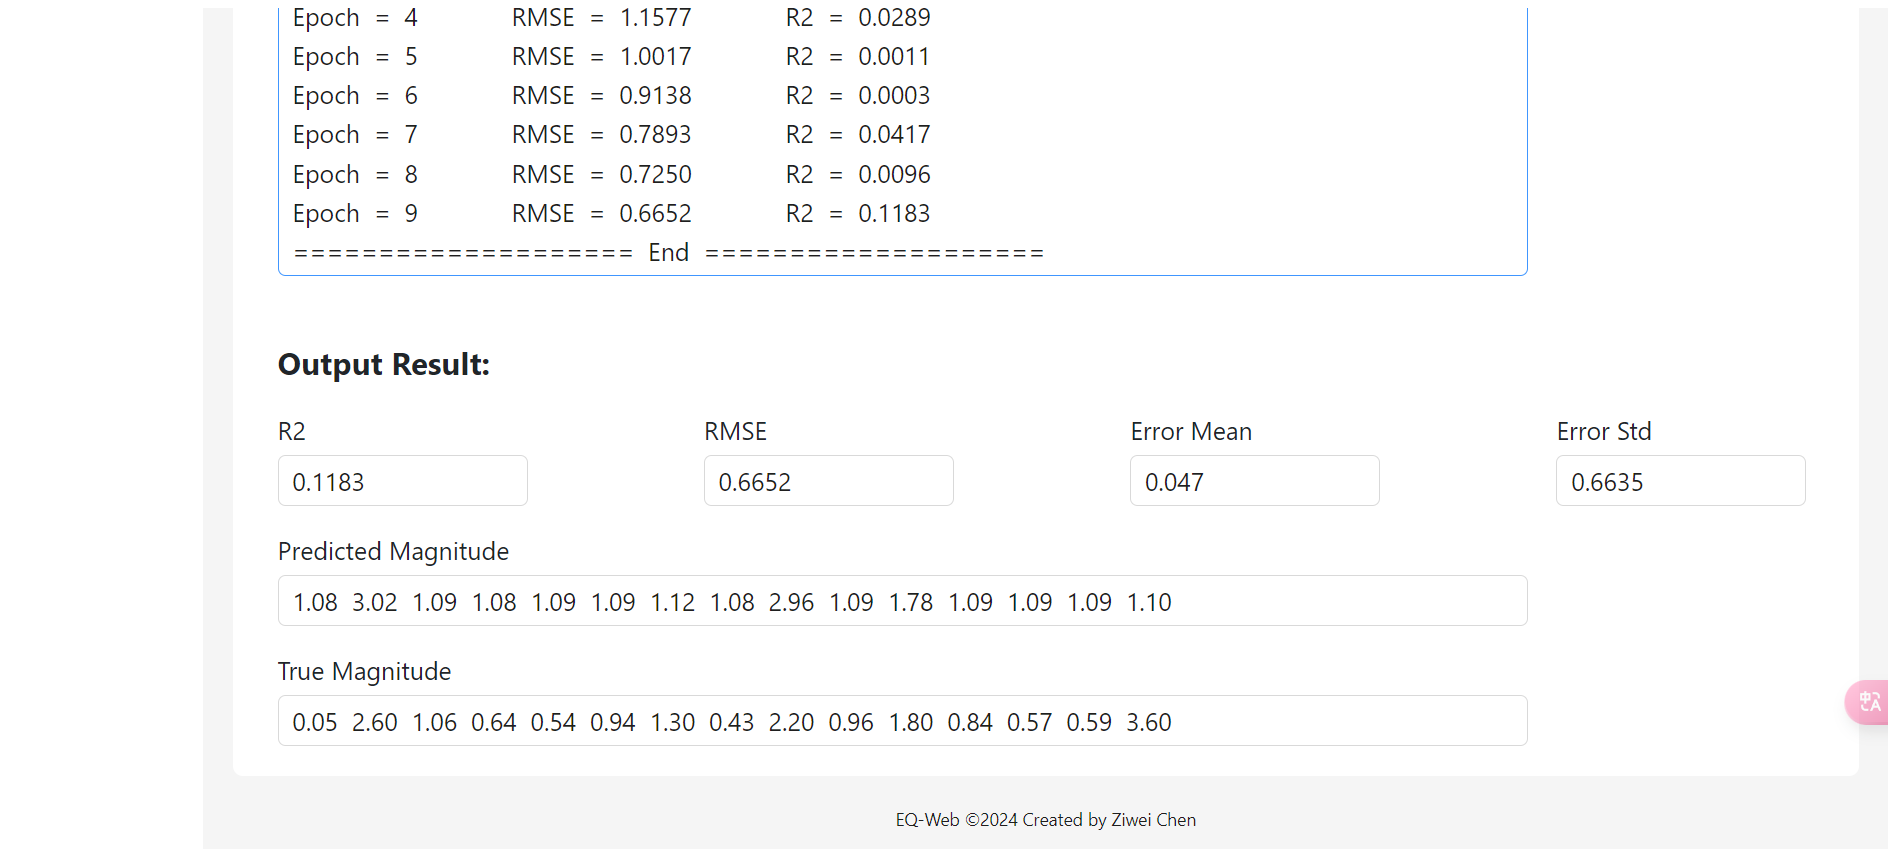 Epoch = 4 RMSE = 1.1577 R2 = 0.0289
Epoch = 5 RMSE = 1.0017 R2 = 0.0011
Epoch = 6 RMSE = 0.9138 R2 = 0.0003
Epoch = 7 RMSE = 0.7893 R2 = 0.0417
Epoch = 8 RMSE = 0.7250 R2 = 0.0096
Epoch = 9 RMSE = 0.6652 R2 = 0.1183
==================== End ====================
Output Result:
R2 RMSE Error Mean Error Std
0.1183 0.6652 0.047 0.6635
Predicted Magnitude
1.08 3.02 1.09 1.08 1.09 1.09 1.12 1.08 2.96 1.09 1.78 1.09 1.09 1.09 1.10
True Magnitude
0.05 2.60 1.06 0.64 0.54 0.94 1.30 0.43 2.20 0.96 1.80 0.84 0.57 0.59 3.60
中A
EQ-Web ©2024 Created by Ziwei Chen